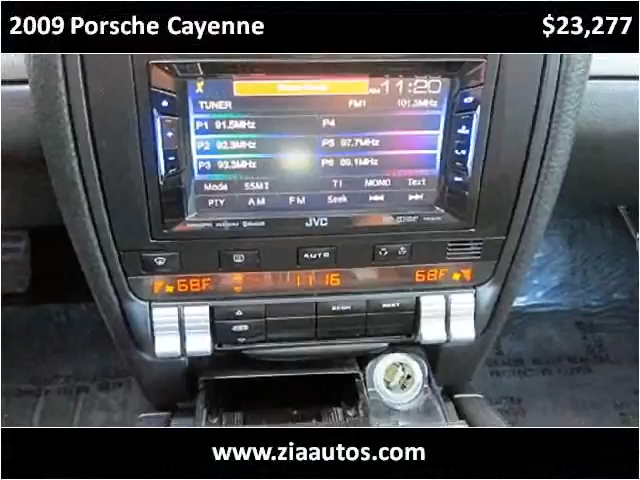 2009 Porsche Cayenne $23,277
AM 11:20
TUNER FM1 101.3MHz
P1 91.5MHz P4
P2 92.3MHz P5 97.7MHz
P3 93.3MHz P6 89.1MHz
Mode SSM TI MONO Text
PTY AM FM Seek
JVC
AUTO
68F 11:16 68F
www.ziaautos.com